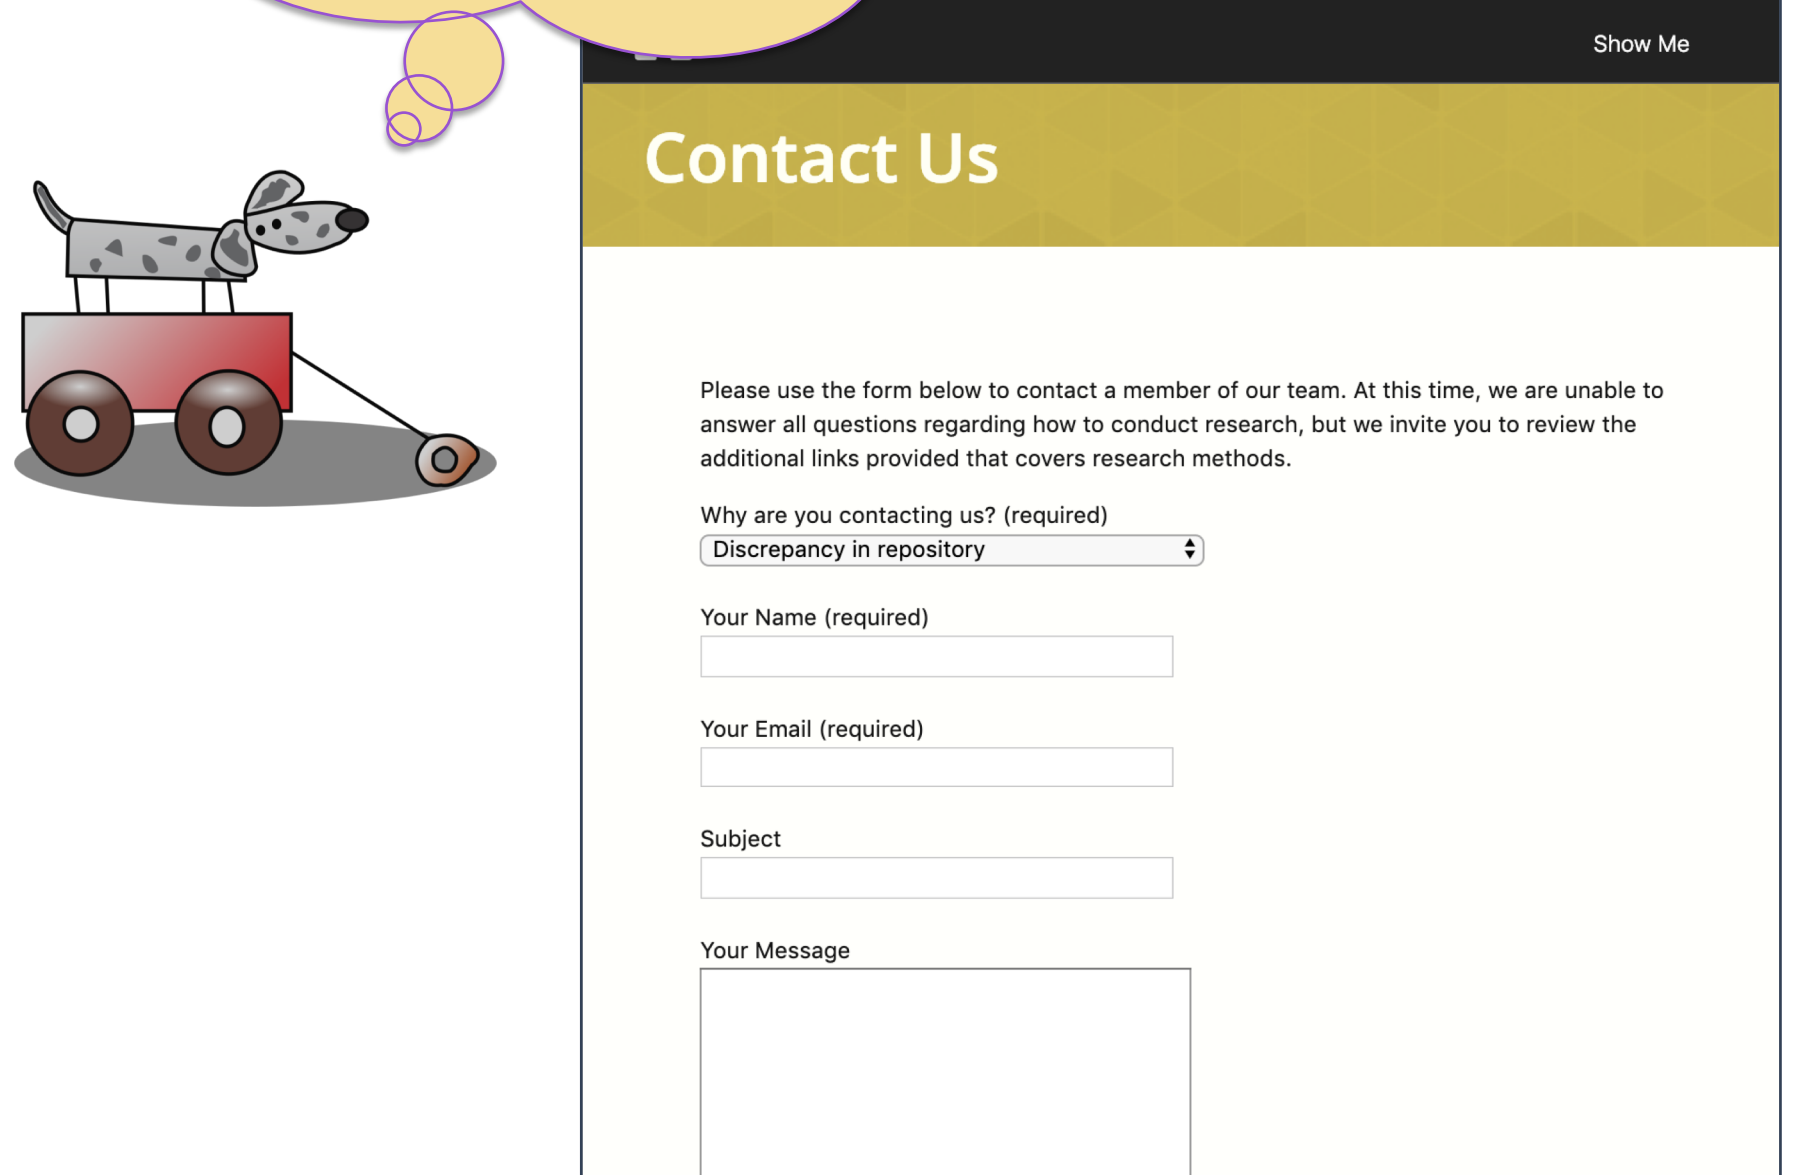 Show Me
Contact Us
Please use the form below to contact a member of our team. At this time, we are unable to
answer all questions regarding how to conduct research, but we invite you to review the
additional links provided that covers research methods.
Why are you contacting us? (required)
Discrepancy in repository
Your Name (required)
Your Email (required)
Subject
Your Message